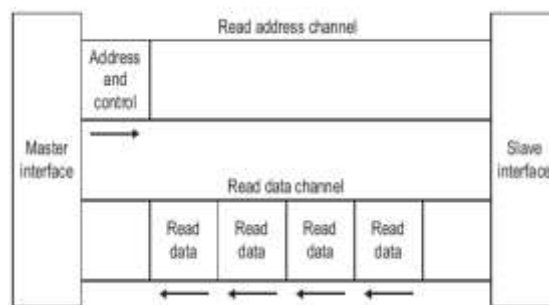 Read address channel
Address
and
control
Master
interface
Slave
interface
Read data channel
Read
data
Read
data
Read
data
Read
data